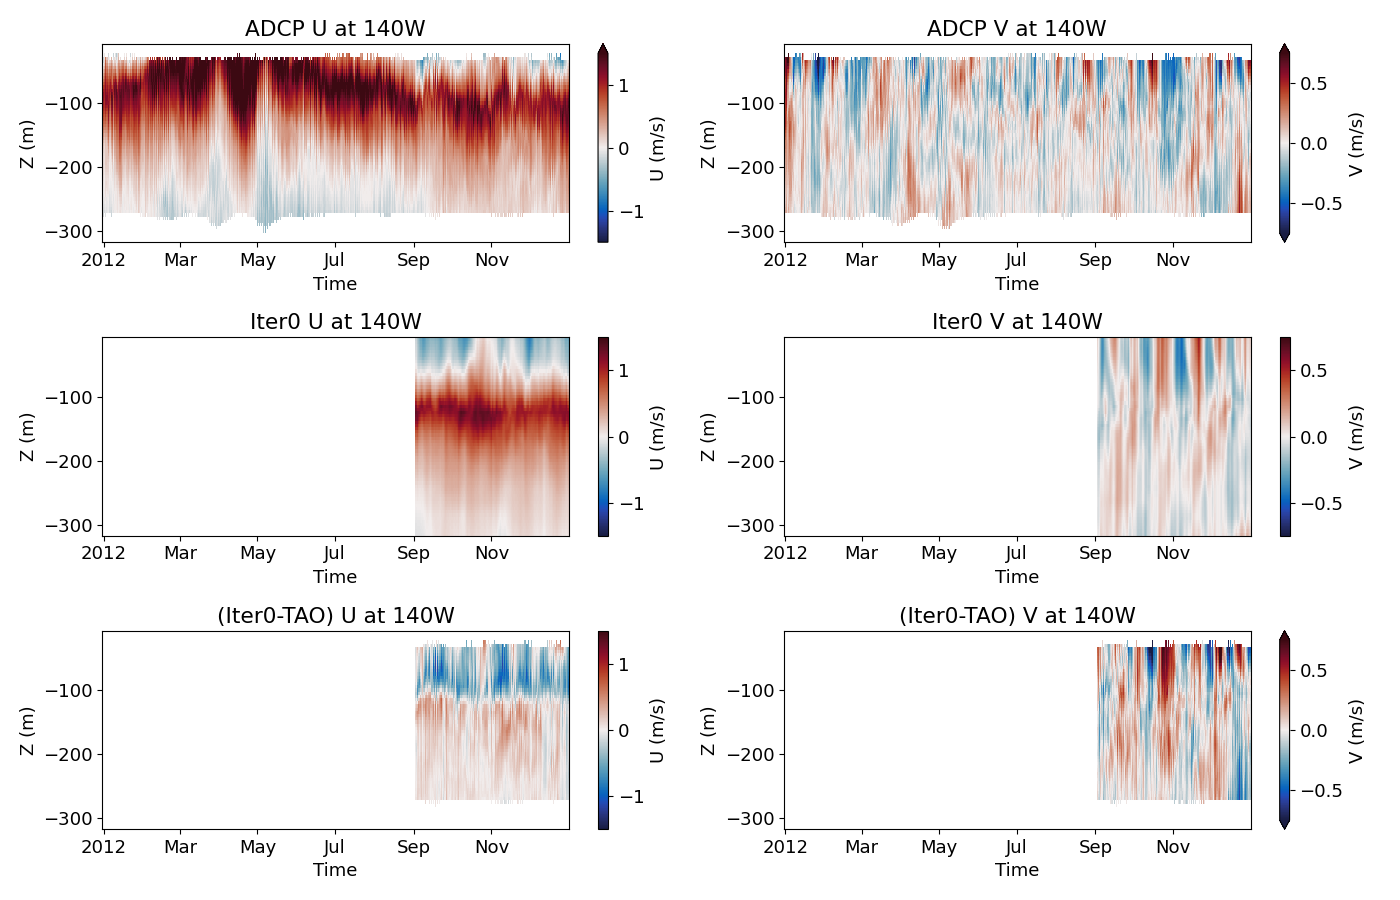 ADCP U at 140W
ADCP V at 140W
−100
−200
−300
Z (m)
2012 Mar May Jul Sep Nov
Time
1
0
−1
U (m/s)
−100
−200
−300
Z (m)
2012 Mar May Jul Sep Nov
Time
0.5
0.0
−0.5
V (m/s)
Iter0 U at 140W
Iter0 V at 140W
−100
−200
−300
Z (m)
2012 Mar May Jul Sep Nov
Time
1
0
−1
U (m/s)
−100
−200
−300
Z (m)
2012 Mar May Jul Sep Nov
Time
0.5
0.0
−0.5
V (m/s)
(Iter0-TAO) U at 140W
(Iter0-TAO) V at 140W
−100
−200
−300
Z (m)
2012 Mar May Jul Sep Nov
Time
1
0
−1
U (m/s)
−100
−200
−300
Z (m)
2012 Mar May Jul Sep Nov
Time
0.5
0.0
−0.5
V (m/s)